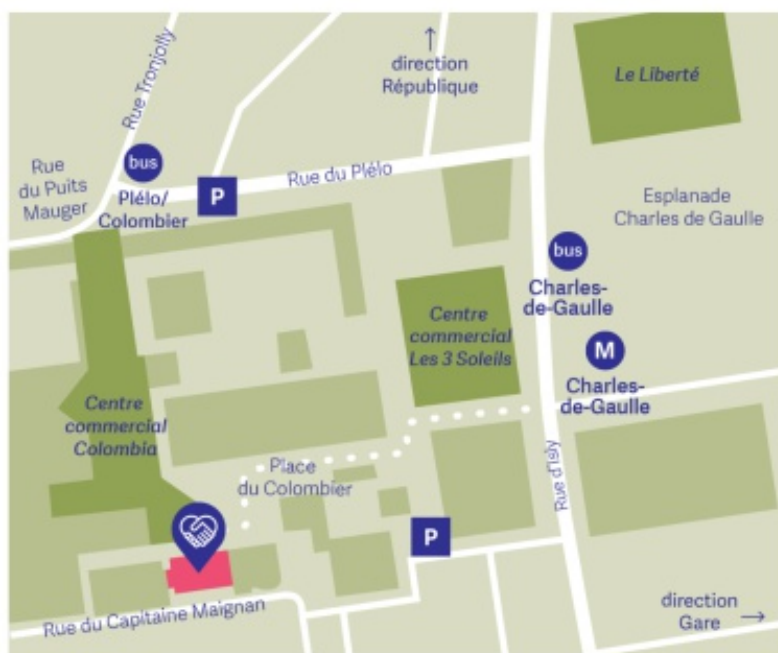 Rue Tronjolly
↑
direction
République
Le Liberté
bus
Rue
du Puits
Mauger
Plélo/
Colombier
P
Rue du Plélo
Esplanade
Charles de Gaulle
bus
Charles-
de-Gaulle
M
Charles-
de-Gaulle
Centre
commercial
Les 3 Soleils
Centre
commercial
Colombia
Place
du Colombier
Rue d'Isly
P
Rue du Capitaine Maignan
direction
Gare →